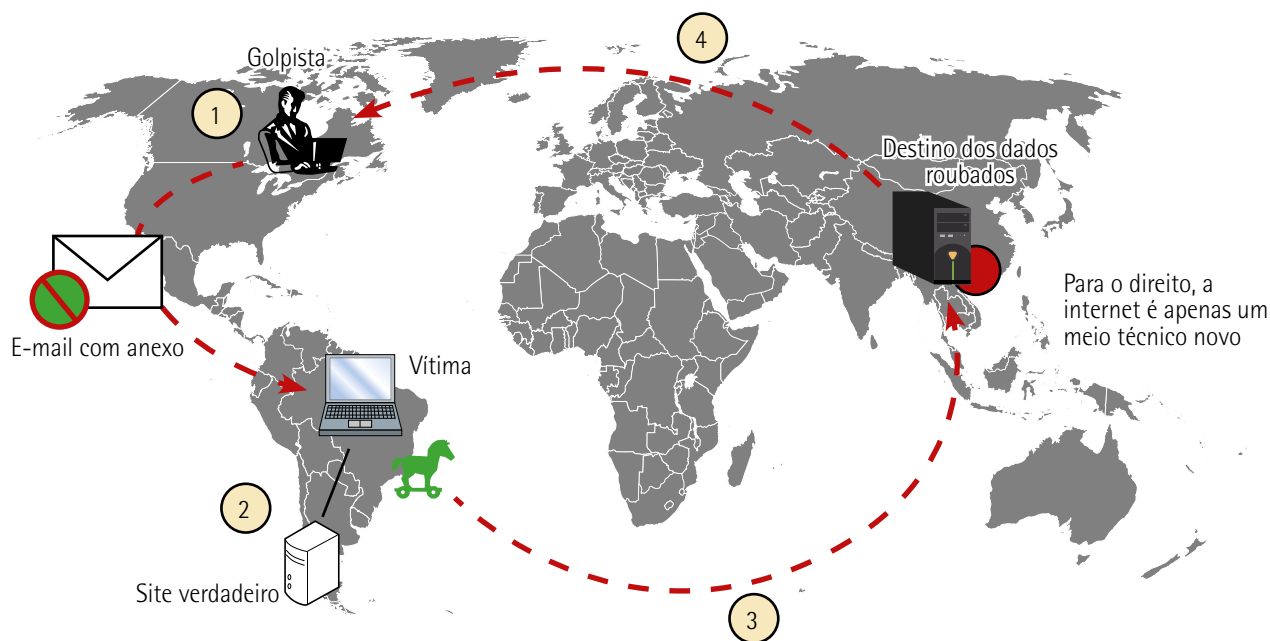 4
Golpista
1
Destino dos dados
roubados
Para o direito, a
internet é apenas um
meio técnico novo
E-mail com anexo
Vítima
2
Site verdadeiro
3